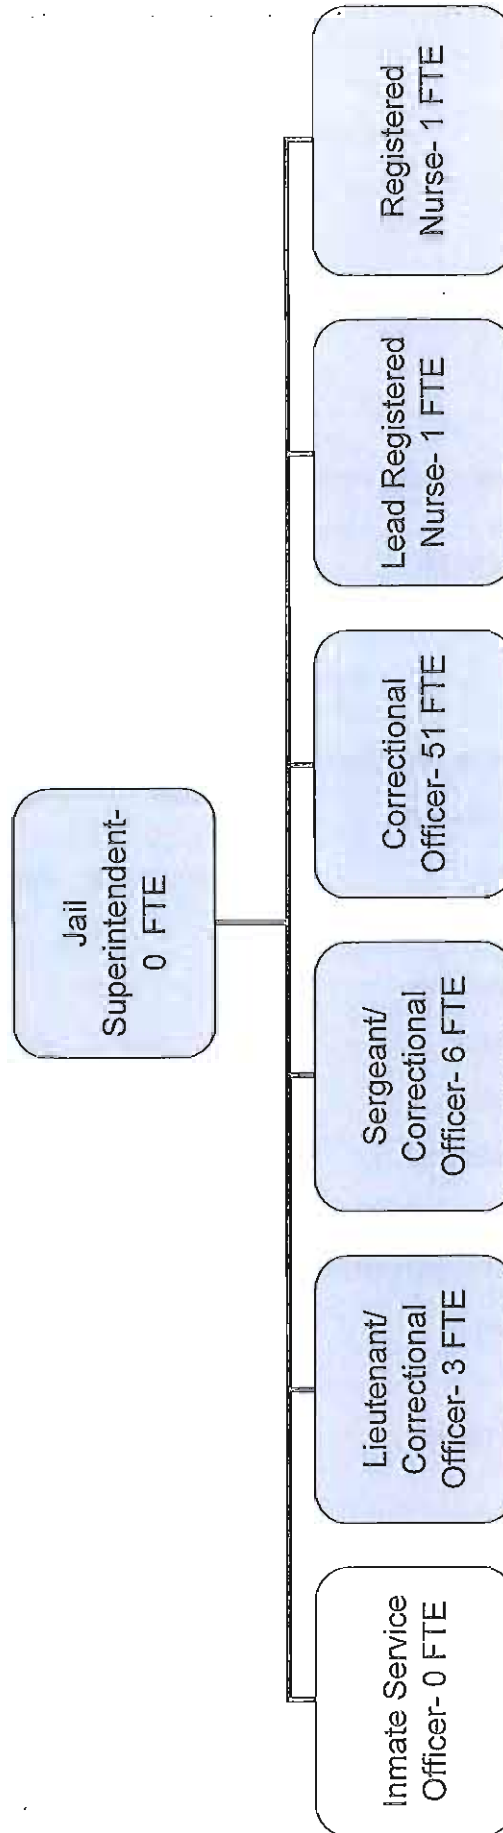 Jail
Superintendent-
0 FTE
Inmate Service
Officer- 0 FTE
Lieutenant/
Correctional
Officer- 3 FTE
Sergeant/
Correctional
Officer- 6 FTE
Correctional
Officer- 51 FTE
Lead Registered
Nurse- 1 FTE
Registered
Nurse- 1 FTE